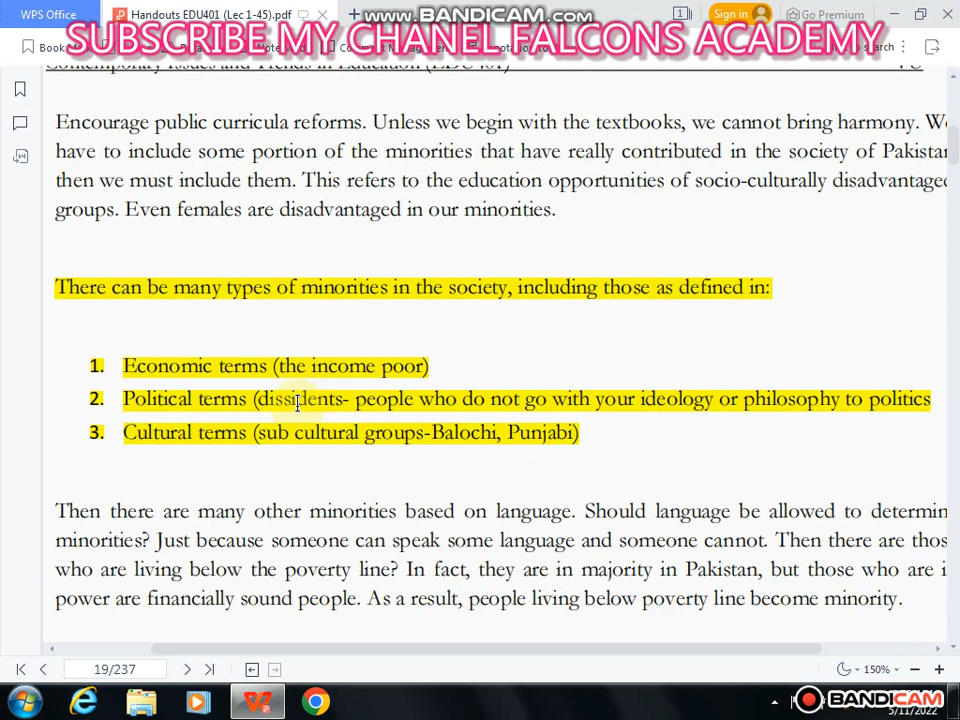 WPS Office
Handouts EDU401 (Lec 1-45).pdf
www.BANDICAM.com
Sign in
Go Premium
SUBSCRIBE MY CHANEL FALCONS ACADEMY
Contemporary Issues and Trends in Education (EDU401)
VU
Encourage public curricula reforms. Unless we begin with the textbooks, we cannot bring harmony. We
have to include some portion of the minorities that have really contributed in the society of Pakistan
then we must include them. This refers to the education opportunities of socio-culturally disadvantaged
groups. Even females are disadvantaged in our minorities.
There can be many types of minorities in the society, including those as defined in:
1. Economic terms (the income poor)
2. Political terms (dissidents- people who do not go with your ideology or philosophy to politics
3. Cultural terms (sub cultural groups-Balochi, Punjabi)
Then there are many other minorities based on language. Should language be allowed to determin
minorities? Just because someone can speak some language and someone cannot. Then there are thos
who are living below the poverty line? In fact, they are in majority in Pakistan, but those who are i
power are financially sound people. As a result, people living below poverty line become minority.
19/237
150%
BANDICAM
5/11/2022